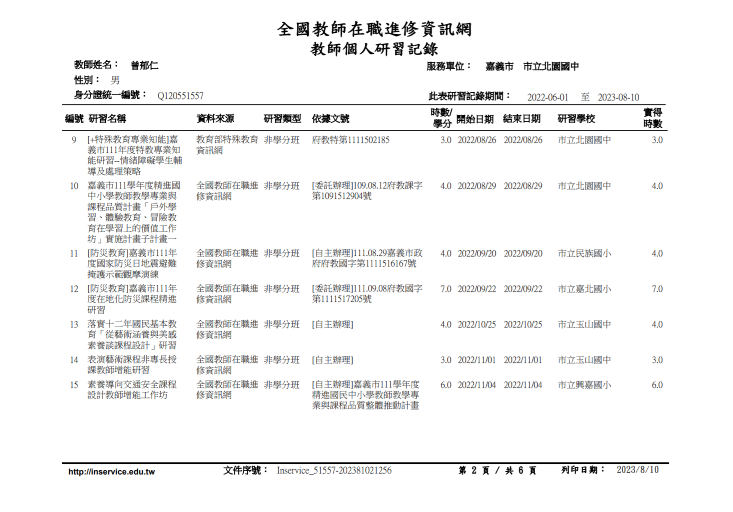 全國教師在職進修資訊網
教師個人研習記錄
教師姓名： 曾郁仁 服務單位： 嘉義市 市立北園國中
性別： 男
身分證統一編號： Q120551557 此表研習記錄期間： 2022-06-01 至 2023-08-10
編號 研習名稱 資料來源 研習類型 依據文號 時數/學分 開始日期 結束日期 研習學校 實得時數
9 [+特殊教育專業知能]嘉 教育部特殊教育 非學分班 府教特第1111502185 3.0 2022/08/26 2022/08/26 市立北園國中 3.0
義市111年度特教專業知 資訊網
能研習--情緒障礙學生輔
導及處理策略
10 嘉義市111學年度精進國 全國教師在職進 非學分班 [委託辦理]109.08.12府教課字 4.0 2022/08/29 2022/08/29 市立北園國中 4.0
中小學教師教學專業與 修資訊網 第1091512904號
課程品質計畫「戶外學
習、體驗教育、冒險教
育在學習上的價值工作
坊」實施計畫子計畫一
11 [防災教育]嘉義市111年 全國教師在職進 非學分班 [自主辦理]111.08.29嘉義市政 4.0 2022/09/20 2022/09/20 市立民族國小 4.0
度國家防災日地震避難 修資訊網 府府教國字第1111516167號
掩護示範觀摩演練
12 [防災教育]嘉義市111年 全國教師在職進 非學分班 [委託辦理]111.09.08府教國字 7.0 2022/09/22 2022/09/22 市立嘉北國小 7.0
度在地化防災課程精進 修資訊網 第1111517205號
研習
13 落實十二年國民基本教 全國教師在職進 非學分班 [自主辦理] 4.0 2022/10/25 2022/10/25 市立玉山國中 4.0
育「從藝術涵養與美感 修資訊網
素養談課程設計」研習
14 表演藝術課程非專長授 全國教師在職進 非學分班 [自主辦理] 3.0 2022/11/01 2022/11/01 市立玉山國中 3.0
課教師增能研習 修資訊網
15 素養導向交通安全課程 全國教師在職進 非學分班 [自主辦理]嘉義市111學年度 6.0 2022/11/04 2022/11/04 市立興嘉國小 6.0
設計教師增能工作坊 修資訊網 精進國民中小學教師教學專
業與課程品質整體推動計畫
http://inservice.edu.tw 文件序號： Inservice_51557-202381021256 第 2 頁 / 共 6 頁 列印日期： 2023/8/10